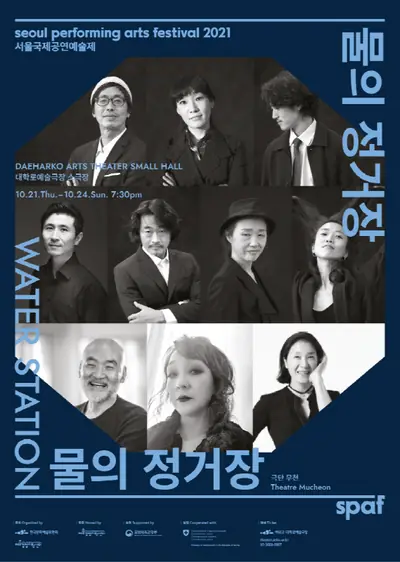 seoul performing arts festival 2021
서울국제공연예술제
물의 정거장
DAEHARKO ARTS THEATER SMALL HALL
대학로예술극장 소극장
10.21.Thu. – 10.24.Sun. 7:30pm
WATER STATION
물의 정거장
극단 무천
Theatre Mucheon
spaf